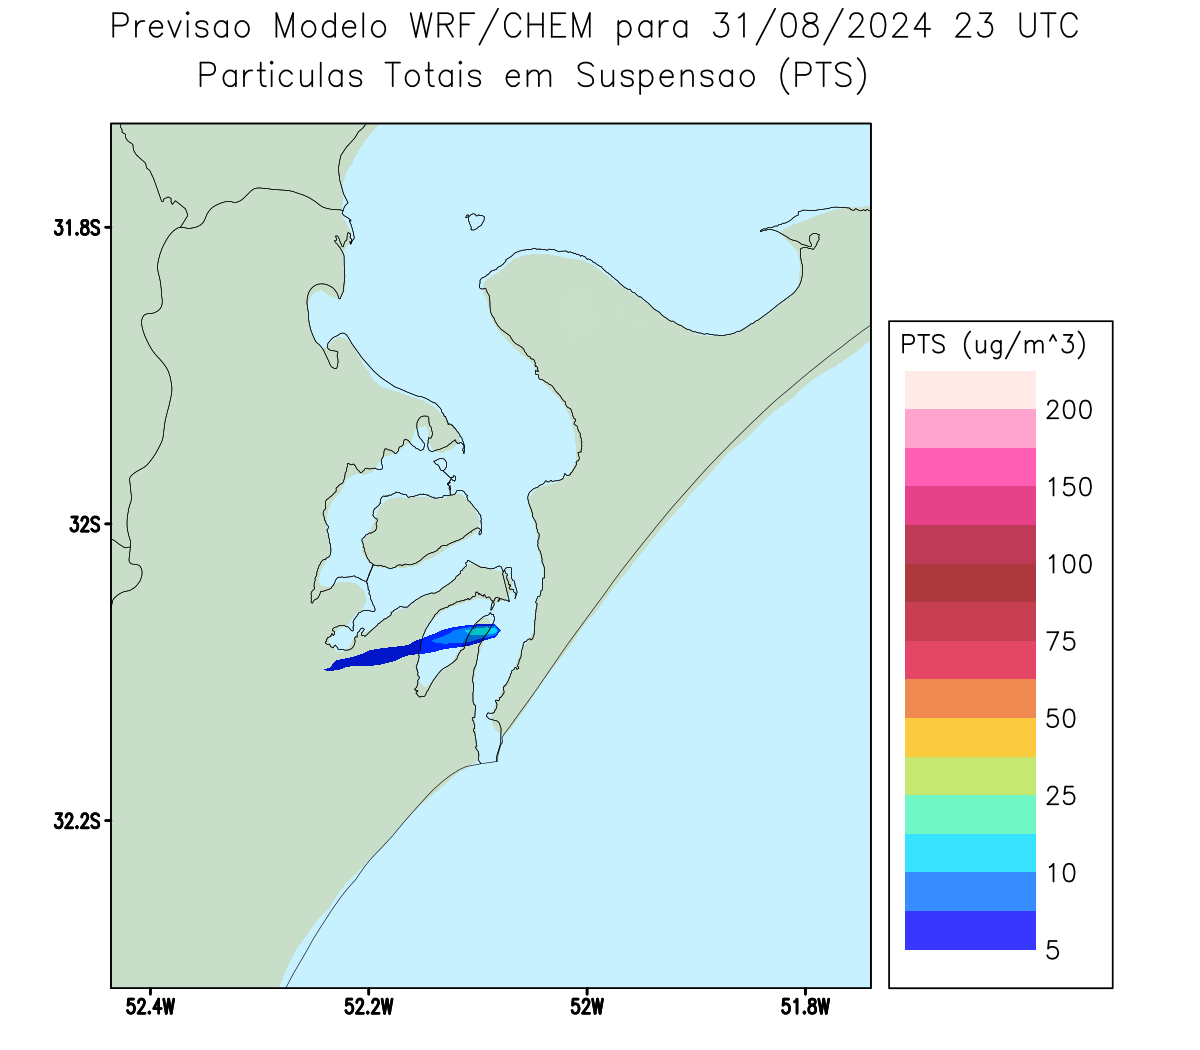 Previsao Modelo WRF/CHEM para 31/08/2024 23 UTC
Particulas Totais em Suspensao (PTS)
31.8S
32S
32.2S
52.4W
52.2W
52W
51.8W
PTS (ug/m^3)
200
150
100
75
50
25
10
5